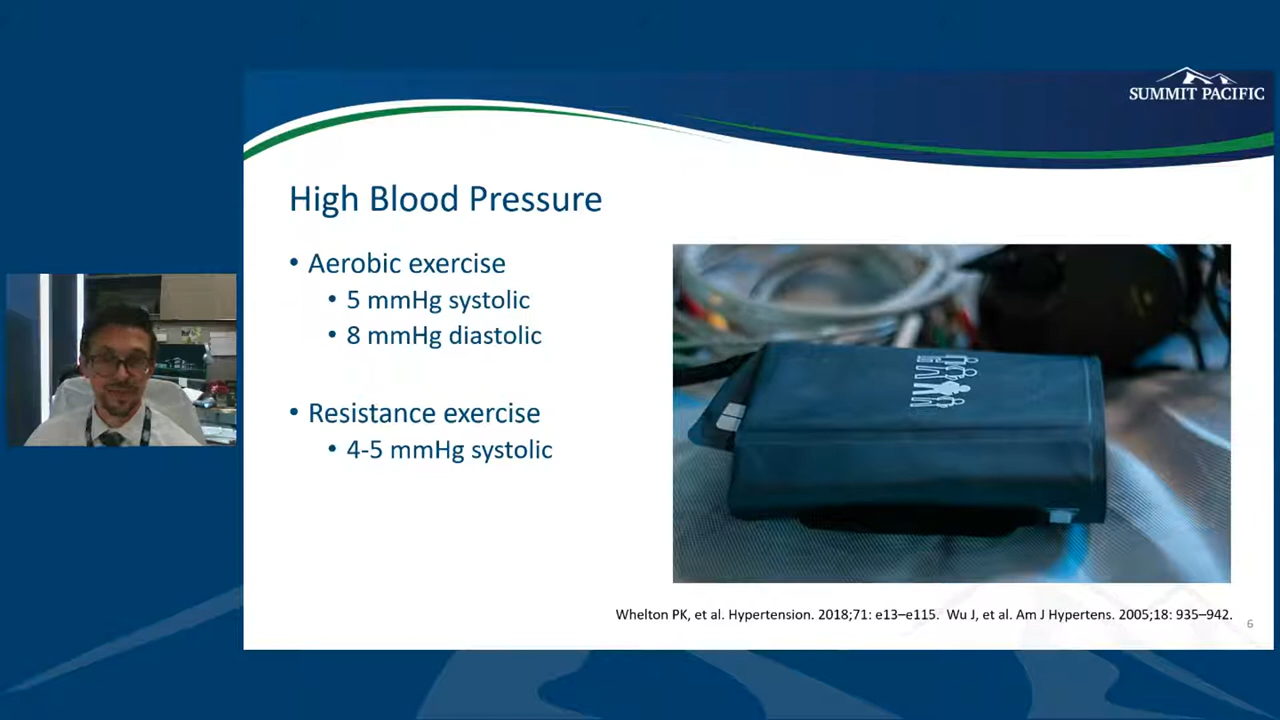 SUMMIT PACIFIC
High Blood Pressure
• Aerobic exercise
• 5 mmHg systolic
• 8 mmHg diastolic
• Resistance exercise
• 4-5 mmHg systolic
Whelton PK, et al. Hypertension. 2018;71: e13–e115. Wu J, et al. Am J Hypertens. 2005;18: 935–942.
6